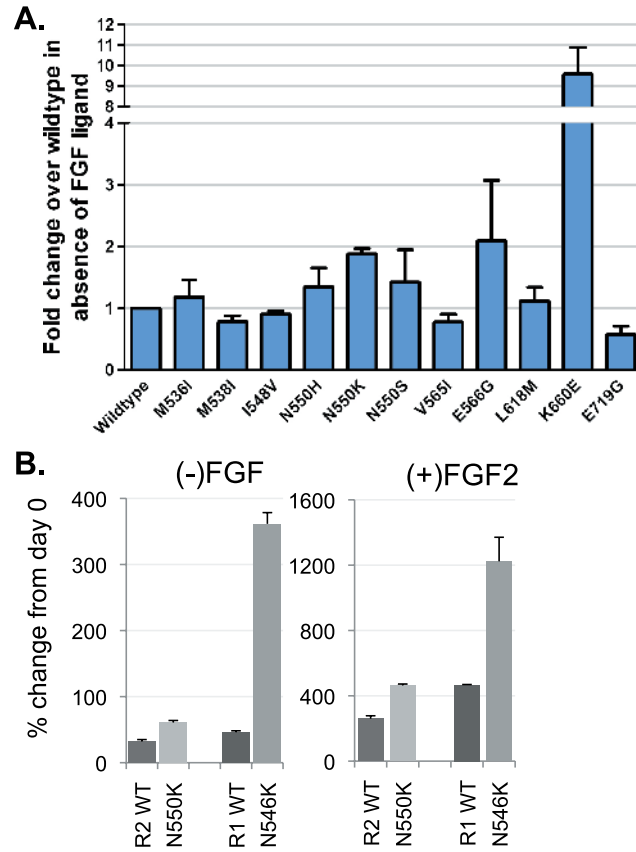 A.
Fold change over wildtype in
absence of FGF ligand
12
11
10
9
8
4
3
2
1
0
Wildtype
M536I
M538I
I548V
N550H
N550K
N550S
V565I
E566G
L618M
K660E
E719G
B.
(-)FGF
(+)FGF2
% change from day 0
400
300
200
100
0
R2 WT
N550K
R1 WT
N546K
1600
1200
800
400
0
R2 WT
N550K
R1 WT
N546K